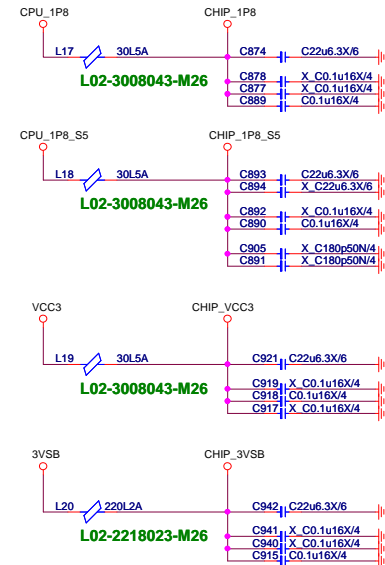 CPU_1P8 CHIP_1P8
L17 30L5A C874 C22u6.3X/6
L02-3008043-M26
C878 X_C0.1u16X/4
C877 X_C0.1u16X/4
C889 C0.1u16X/4
CPU_1P8_S5 CHIP_1P8_S5
L18 30L5A C893 C22u6.3X/6
C894 X_C22u6.3X/6
L02-3008043-M26
C892 X_C0.1u16X/4
C890 C0.1u16X/4
C905 X_C180p50N/4
C891 X_C180p50N/4
VCC3 CHIP_VCC3
L19 30L5A C921 C22u6.3X/6
L02-3008043-M26
C919 X_C0.1u16X/4
C918 C0.1u16X/4
C917 X_C0.1u16X/4
3VSB CHIP_3VSB
L20 220L2A C942 C22u6.3X/6
L02-2218023-M26
C941 X_C0.1u16X/4
C940 X_C0.1u16X/4
C915 C0.1u16X/4